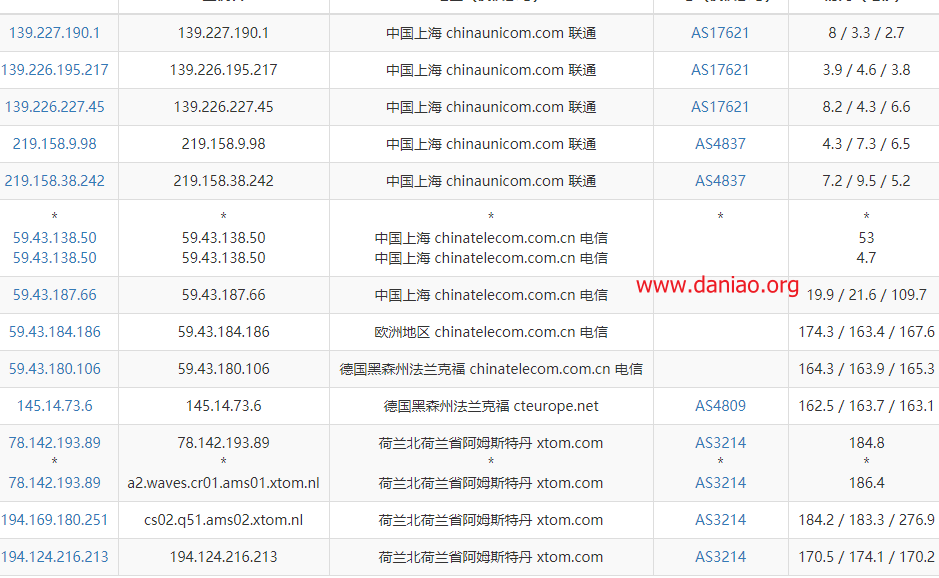 139.227.190.1 139.227.190.1 中国上海 chinaunicom.com 联通 AS17621 8 / 3.3 / 2.7
139.226.195.217 139.226.195.217 中国上海 chinaunicom.com 联通 AS17621 3.9 / 4.6 / 3.8
139.226.227.45 139.226.227.45 中国上海 chinaunicom.com 联通 AS17621 8.2 / 4.3 / 6.6
219.158.9.98 219.158.9.98 中国上海 chinaunicom.com 联通 AS4837 4.3 / 7.3 / 6.5
219.158.38.242 219.158.38.242 中国上海 chinaunicom.com 联通 AS4837 7.2 / 9.5 / 5.2
* * * * *
59.43.138.50 59.43.138.50 中国上海 chinatelecom.com.cn 电信 53
59.43.138.50 59.43.138.50 中国上海 chinatelecom.com.cn 电信 4.7
www.daniao.org
59.43.187.66 59.43.187.66 中国上海 chinatelecom.com.cn 电信 19.9 / 21.6 / 109.7
59.43.184.186 59.43.184.186 欧洲地区 chinatelecom.com.cn 电信 174.3 / 163.4 / 167.6
59.43.180.106 59.43.180.106 德国黑森州法兰克福 chinatelecom.com.cn 电信 164.3 / 163.9 / 165.3
145.14.73.6 145.14.73.6 德国黑森州法兰克福 cteurope.net AS4809 162.5 / 163.7 / 163.1
78.142.193.89 78.142.193.89 荷兰北荷兰省阿姆斯特丹 xtom.com AS3214 184.8
* * * * *
78.142.193.89 a2.waves.cr01.ams01.xtom.nl 荷兰北荷兰省阿姆斯特丹 xtom.com AS3214 186.4
194.169.180.251 cs02.q51.ams02.xtom.nl 荷兰北荷兰省阿姆斯特丹 xtom.com AS3214 184.2 / 183.3 / 276.9
194.124.216.213 194.124.216.213 荷兰北荷兰省阿姆斯特丹 xtom.com AS3214 170.5 / 174.1 / 170.2